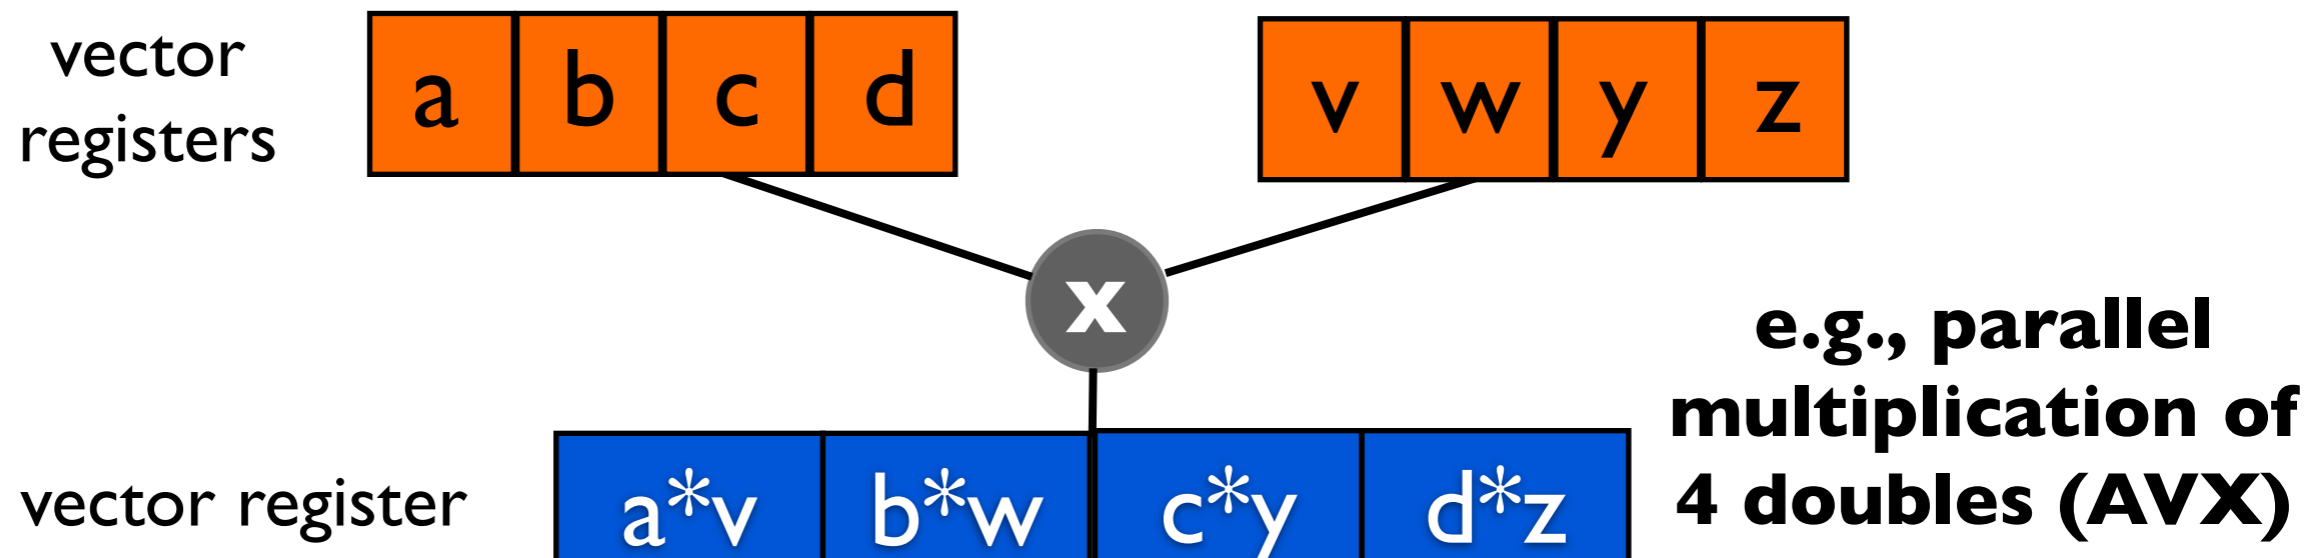 vector
registers
a b c d
v w y z
x
e.g., parallel
multiplication of
4 doubles (AVX)
vector register
a*v b*w c*y d*z